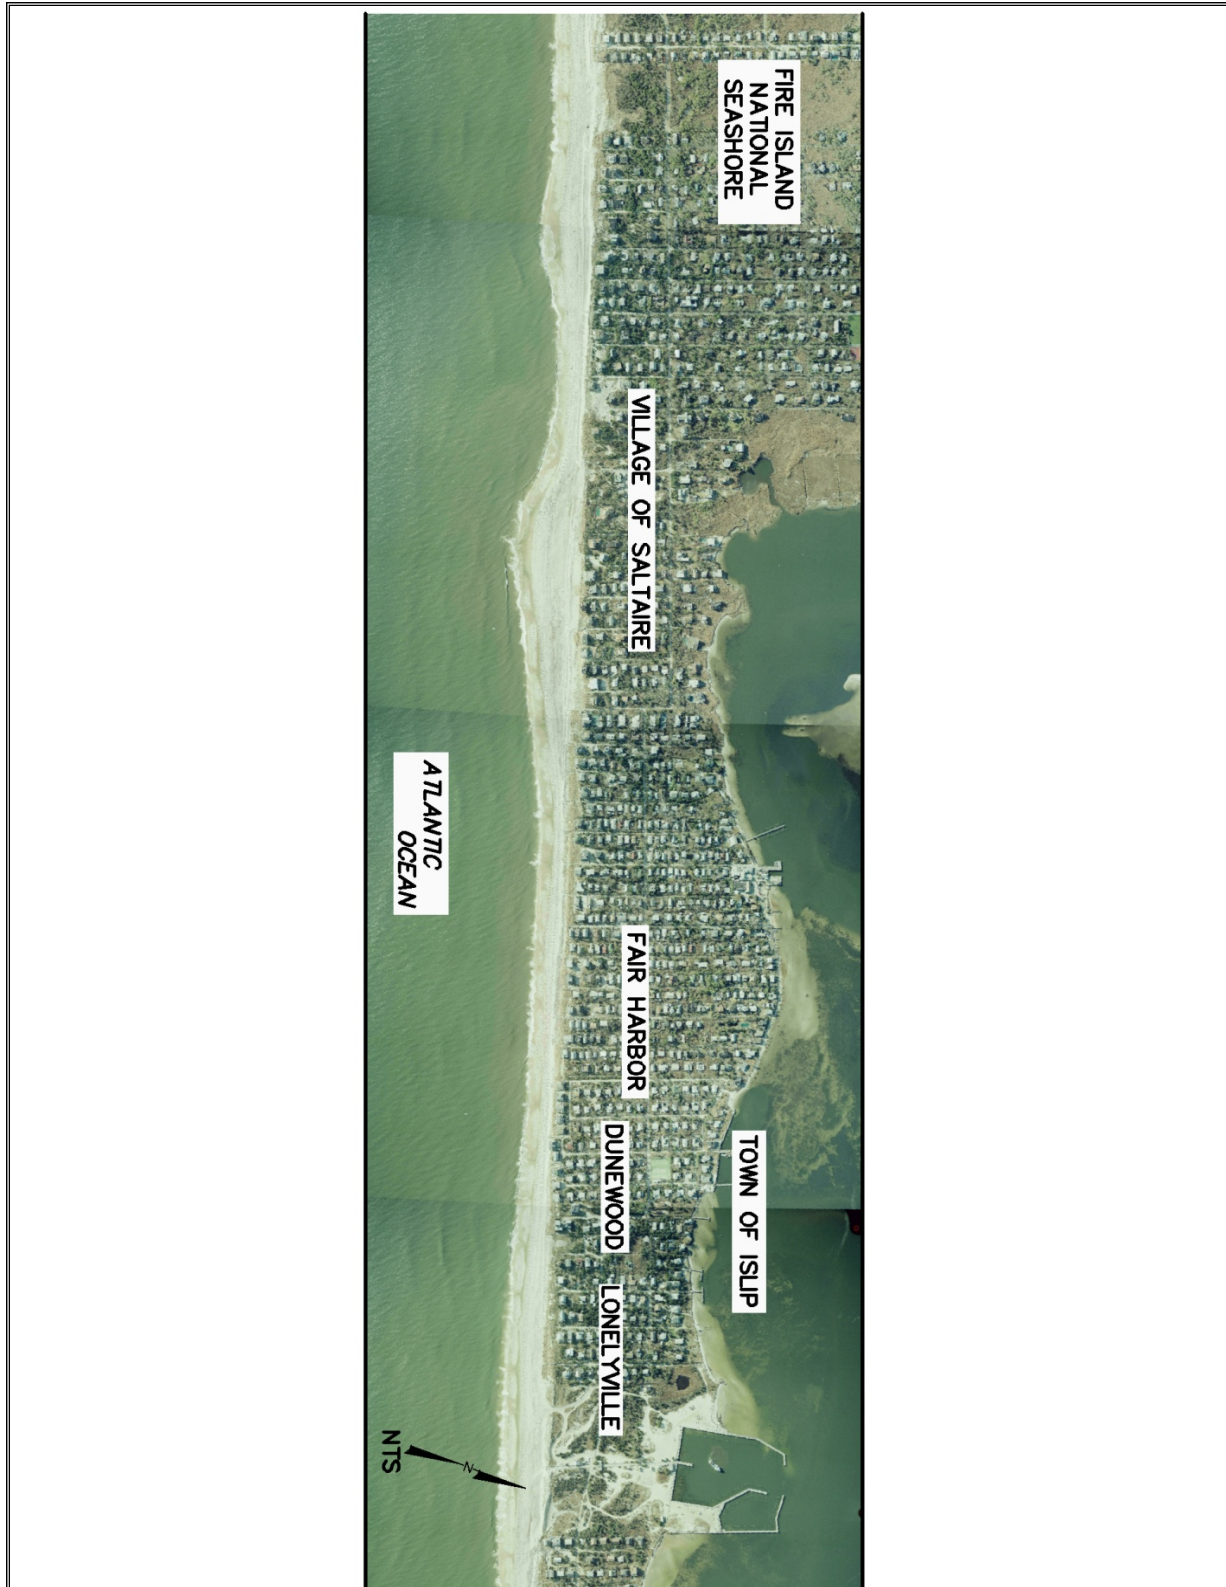 FIRE ISLAND
NATIONAL
SEASHORE
VILLAGE OF SALTAIRE
ATLANTIC
OCEAN
FAIR HARBOR
DUNEWOOD
TOWN OF ISLIP
LONELYVILLE
N
NTS